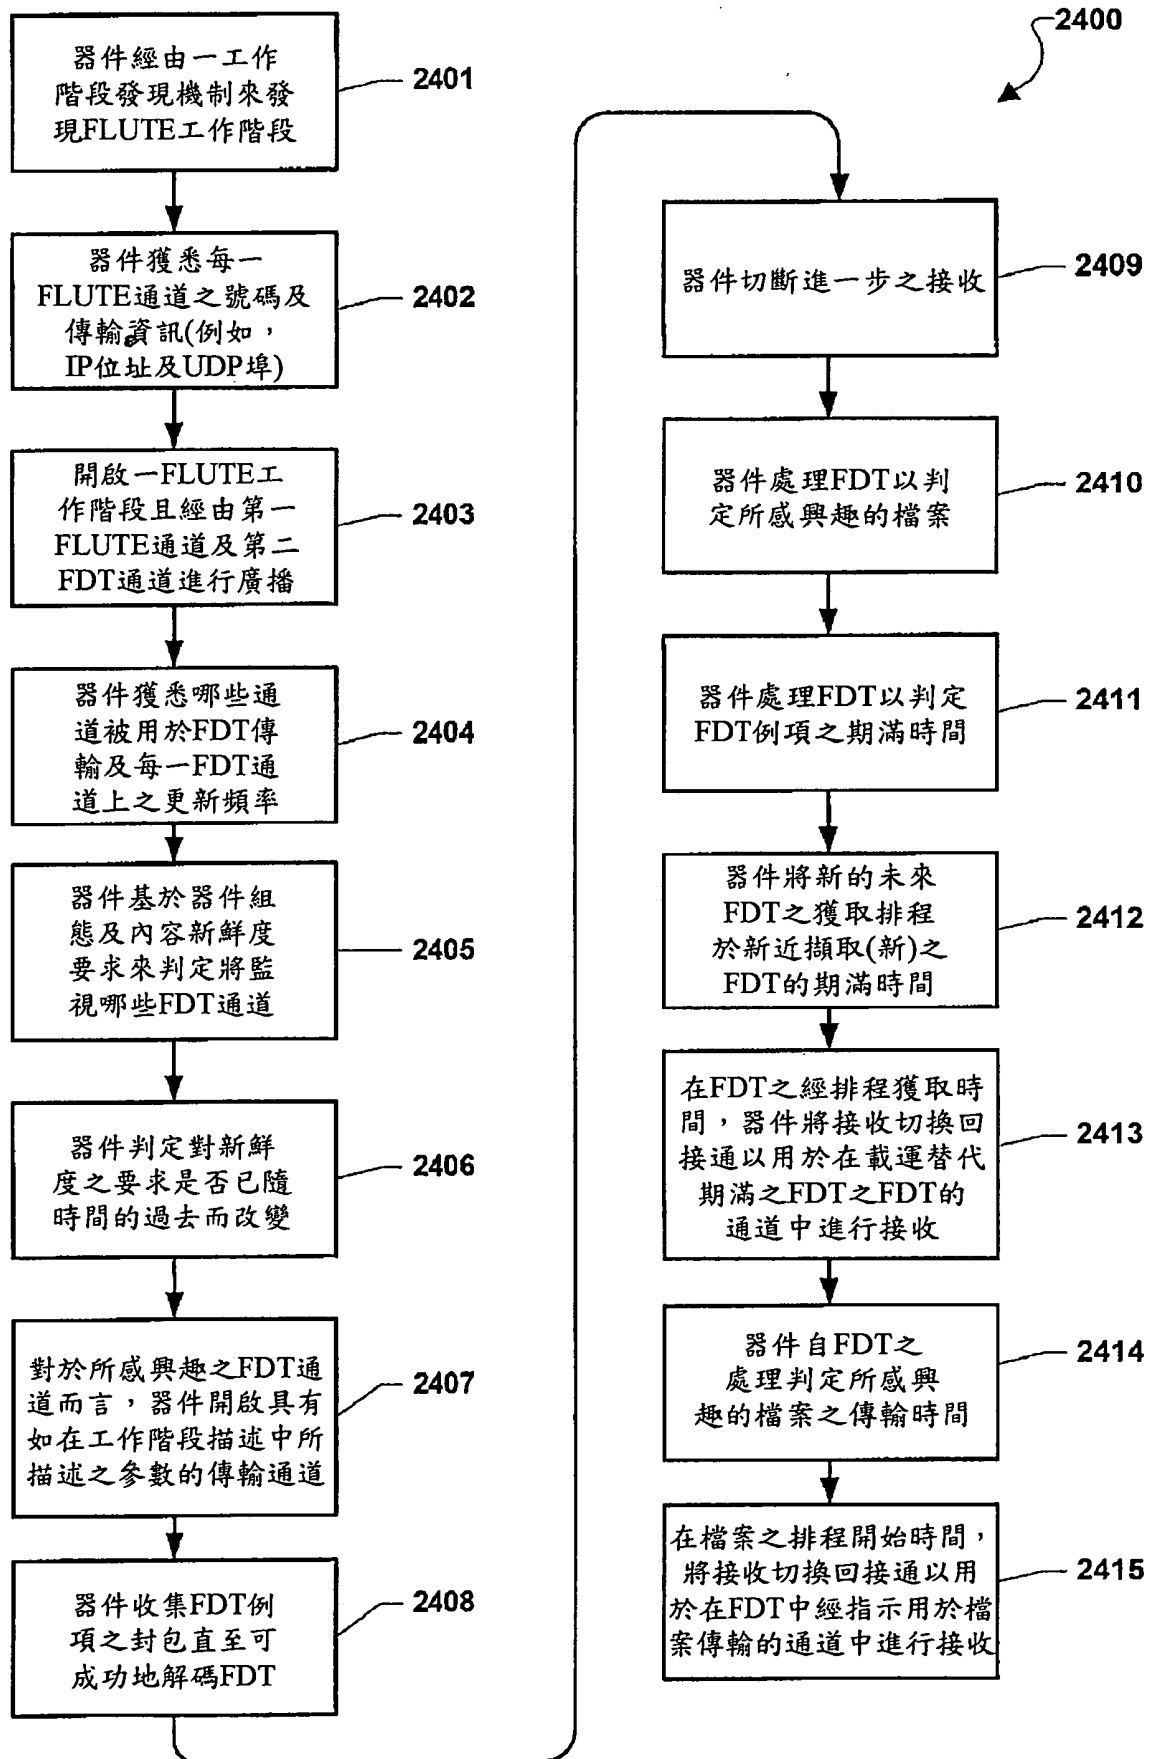 2400
器件經由一工作
階段發現機制來發
現FLUTE工作階段
2401
器件獲悉每一
FLUTE通道之號碼及
傳輸資訊(例如，
IP位址及UDP埠)
2402
開啟一FLUTE工
作階段且經由第一
FLUTE通道及第二
FDT通道進行廣播
2403
器件獲悉哪些通
道被用於FDT傳
輸及每一FDT通
道上之更新頻率
2404
器件基於器件組
態及內容新鮮度
要求來判定將監
視哪些FDT通道
2405
器件判定對新鮮
度之要求是否已隨
時間的過去而改變
2406
對於所感興趣之FDT通
道而言，器件開啟具有
如在工作階段描述中所
描述之參數的傳輸通道
2407
器件收集FDT例
項之封包直至可
成功地解碼FDT
2408
器件切斷進一步之接收
2409
器件處理FDT以判
定所感興趣的檔案
2410
器件處理FDT以判定
FDT例項之期滿時間
2411
器件將新的未來
FDT之獲取排程
於新近擷取(新)之
FDT的期滿時間
2412
在FDT之經排程獲取時
間，器件將接收切換回
接通以用於在載運替代
期滿之FDT之FDT的
通道中進行接收
2413
器件自FDT之
處理判定所感興
趣的檔案之傳輸時間
2414
在檔案之排程開始時間，
將接收切換回接通以用
於在FDT中經指示用於檔
案傳輸的通道中進行接收
2415